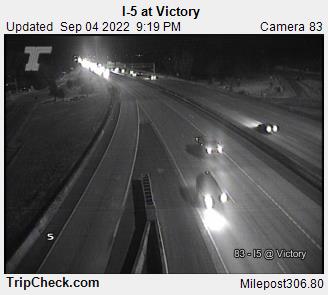 I-5 at Victory
Updated Sep 04 2022 9:19 PM Camera 83
T
S
83 - I5 @ Victory
TripCheck.com Milepost306.80